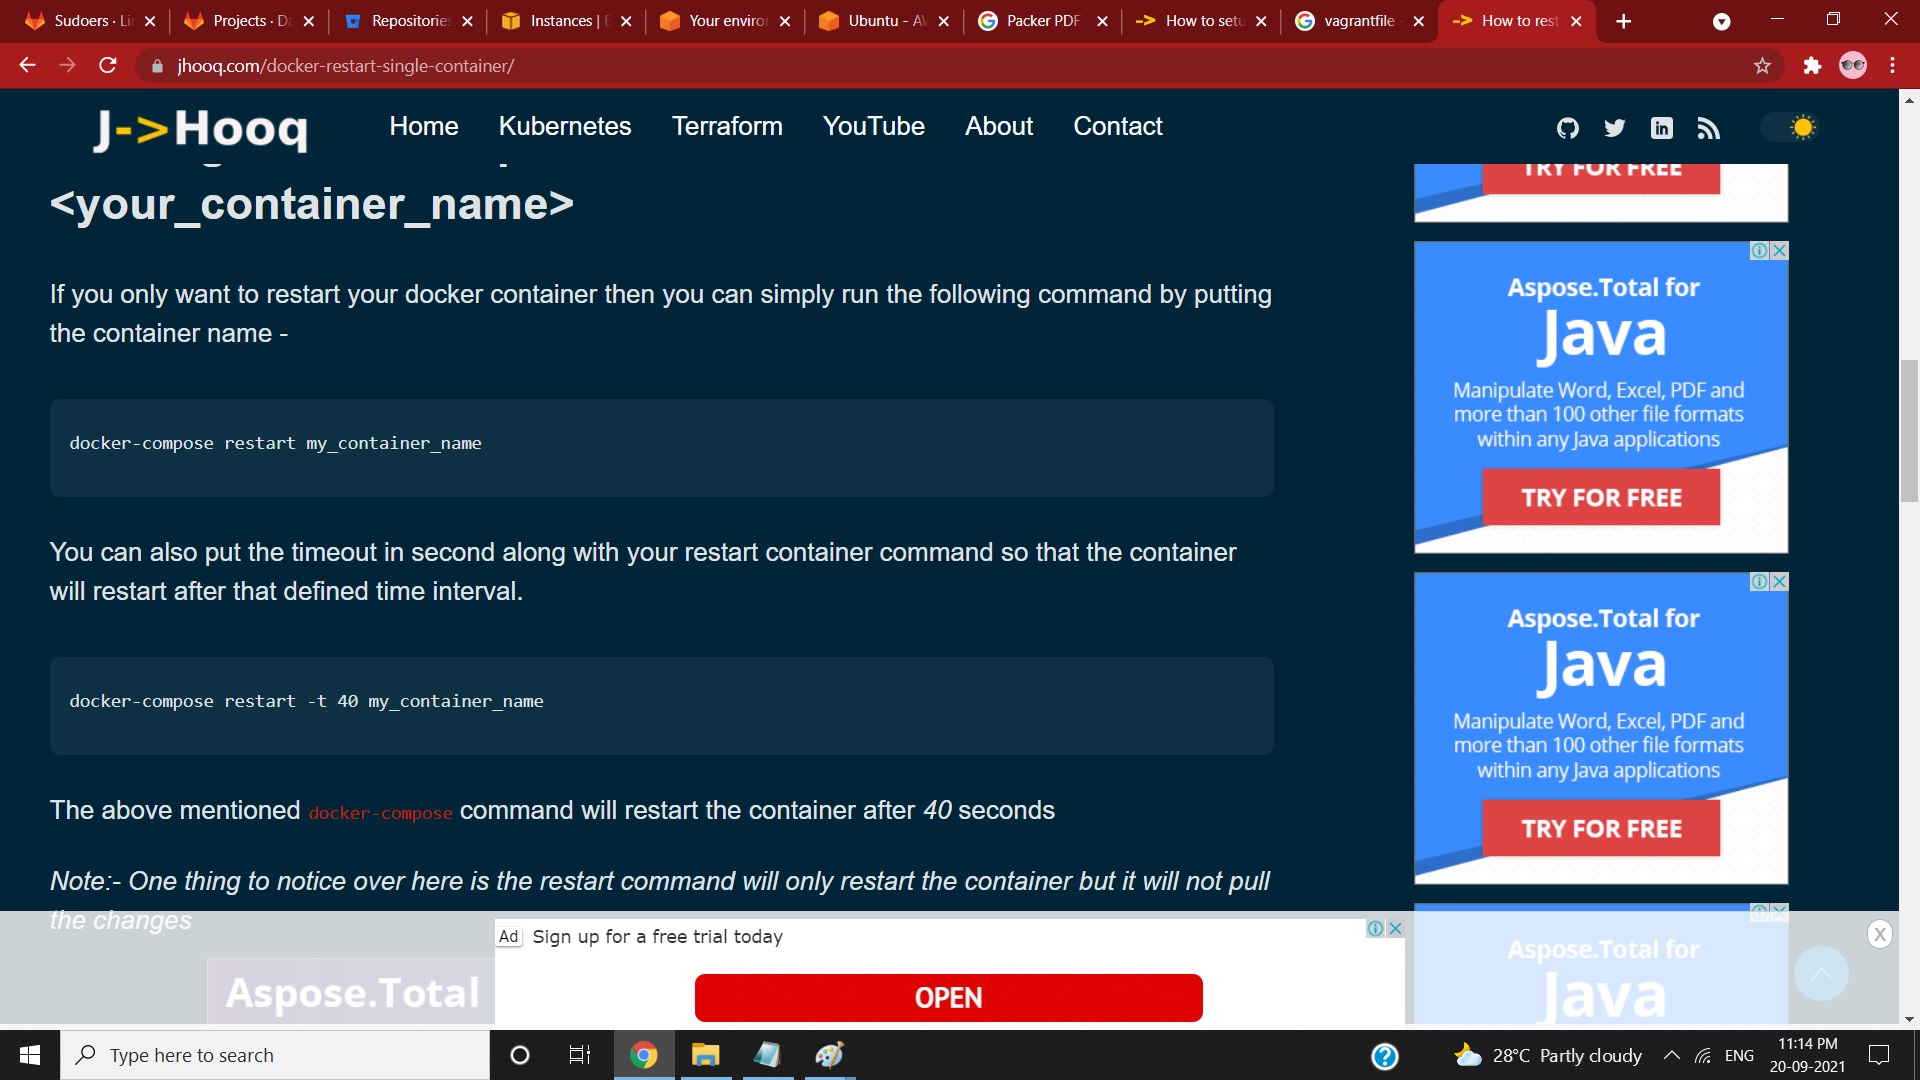 Sudoers · Li
Projects · Da
Repositories
Instances | E
Your enviro
Ubuntu - AW
Packer PDF
How to setu
vagrantfile
How to rest
jhooq.com/docker-restart-single-container/
J->Hooq
Home
Kubernetes
Terraform
YouTube
About
Contact
<your_container_name>
If you only want to restart your docker container then you can simply run the following command by putting
the container name -
docker-compose restart my_container_name
You can also put the timeout in second along with your restart container command so that the container
will restart after that defined time interval.
docker-compose restart -t 40 my_container_name
The above mentioned docker-compose command will restart the container after 40 seconds
Note:- One thing to notice over here is the restart command will only restart the container but it will not pull
the changes
TRY FOR FREE
Aspose.Total for
Java
Manipulate Word, Excel, PDF and
more than 100 other file formats
within any Java applications
TRY FOR FREE
Aspose.Total for
Java
Manipulate Word, Excel, PDF and
more than 100 other file formats
within any Java applications
TRY FOR FREE
Aspose.Total for
Java
Aspose.Total
Ad Sign up for a free trial today
OPEN
X
Type here to search
28°C Partly cloudy
ENG
11:14 PM
20-09-2021